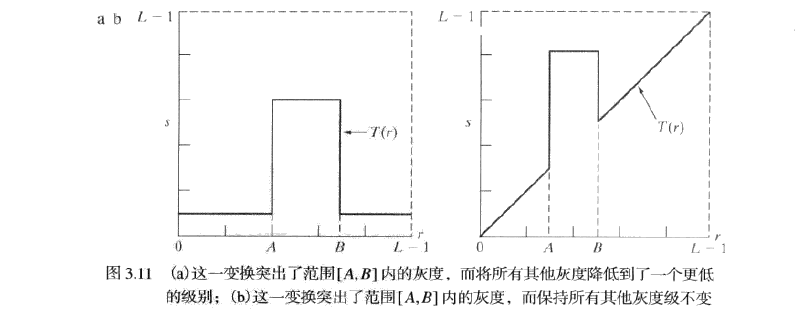 a b
L − 1
s
T(r)
0
A
B
L − 1
r
L − 1
s
T(r)
0
A
B
L − 1
r
图 3.11 (a)这一变换突出了范围[A,B]内的灰度，而将所有其他灰度降低到了一个更低
的级别；(b)这一变换突出了范围[A,B]内的灰度，而保持所有其他灰度级不变